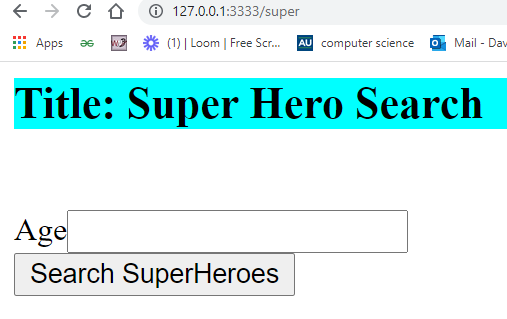 127.0.0.1:3333/super
Apps (1) | Loom | Free Scr... AU computer science Mail - Dav
Title: Super Hero Search
Age
Search SuperHeroes